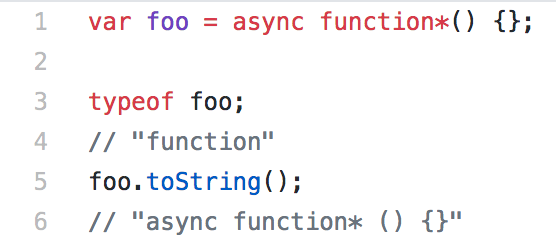 1 var foo = async function*() {};
2
3 typeof foo;
4 // "function"
5 foo.toString();
6 // "async function* () {}"